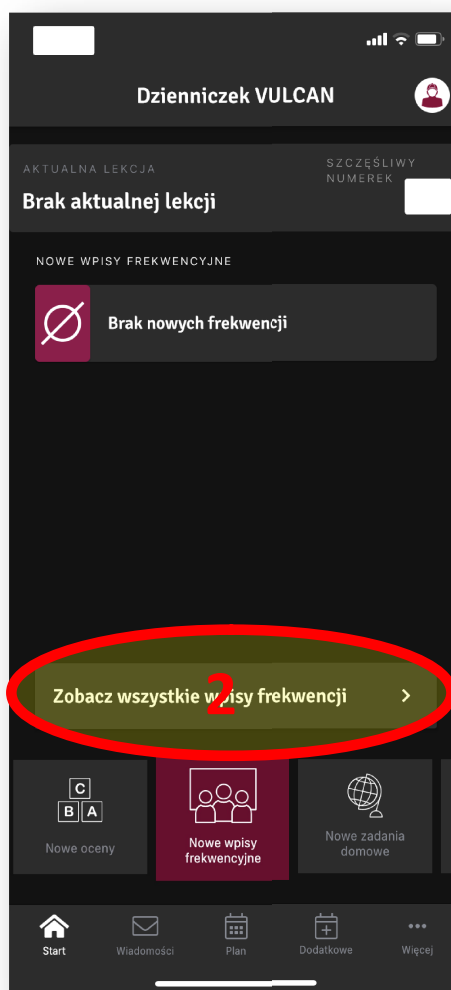 Dzienniczek VULCAN
AKTUALNA LEKCJA
Brak aktualnej lekcji
SZCZĘŚLIWY
NUMEREK
NOWE WPISY FREKWENCYJNE
Brak nowych frekwencji
Zobacz wszystkie wpisy frekwencji
2
C
B A
Nowe oceny
Nowe wpisy
frekwencyjne
Nowe zadania
domowe
Start
Wiadomości
Plan
Dodatkowe
Więcej